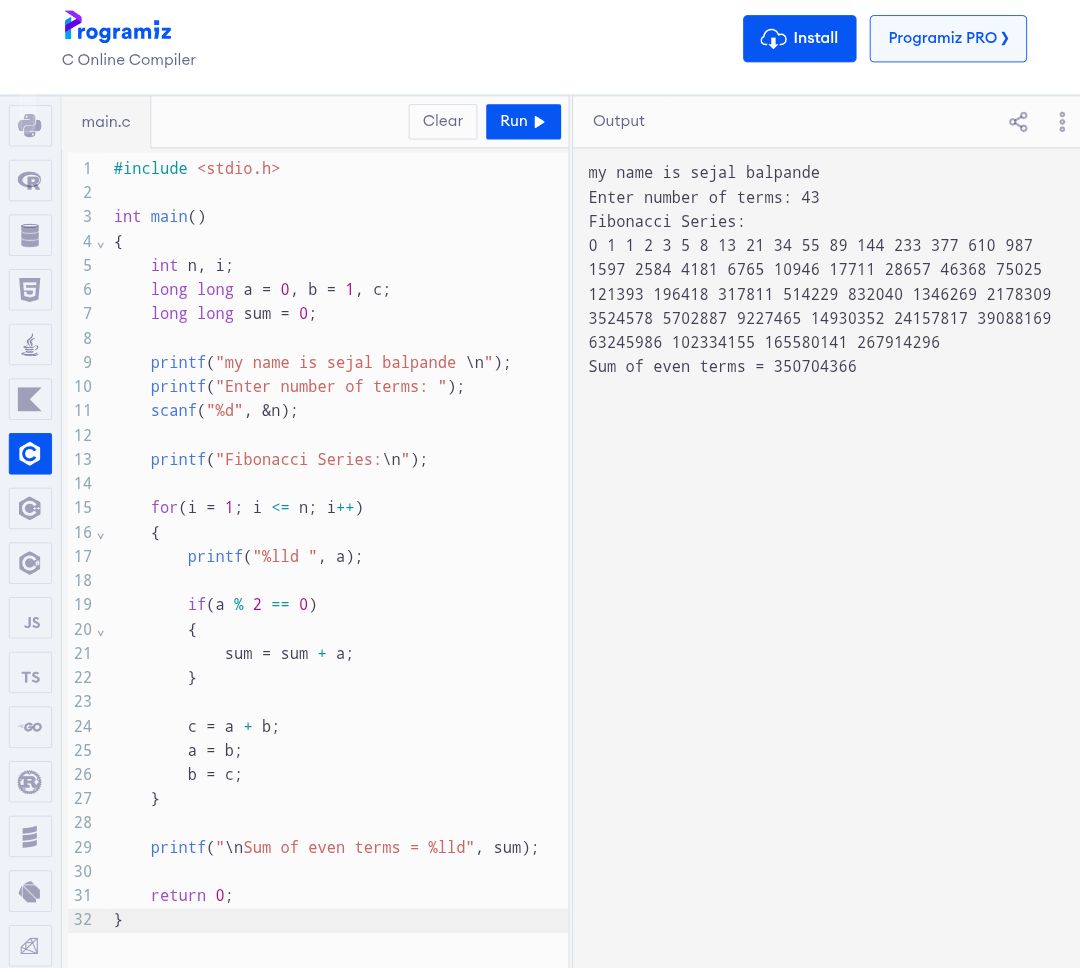 Programiz
C Online Compiler
Install
Programiz PRO ❯
main.c
Clear
Run
Output
1 #include <stdio.h>
2
3 int main()
4 {
5     int n, i;
6     long long a = 0, b = 1, c;
7     long long sum = 0;
8
9     printf("my name is sejal balpande \n");
10     printf("Enter number of terms: ");
11     scanf("%d", &n);
12
13     printf("Fibonacci Series:\n");
14
15     for(i = 1; i <= n; i++)
16     {
17         printf("%lld ", a);
18
19         if(a % 2 == 0)
20         {
21             sum = sum + a;
22         }
23
24         c = a + b;
25         a = b;
26         b = c;
27     }
28
29     printf("\nSum of even terms = %lld", sum);
30
31     return 0;
32 }
my name is sejal balpande
Enter number of terms: 43
Fibonacci Series:
0 1 1 2 3 5 8 13 21 34 55 89 144 233 377 610 987
1597 2584 4181 6765 10946 17711 28657 46368 75025
121393 196418 317811 514229 832040 1346269 2178309
3524578 5702887 9227465 14930352 24157817 39088169
63245986 102334155 165580141 267914296
Sum of even terms = 350704366
JS
TS
GO